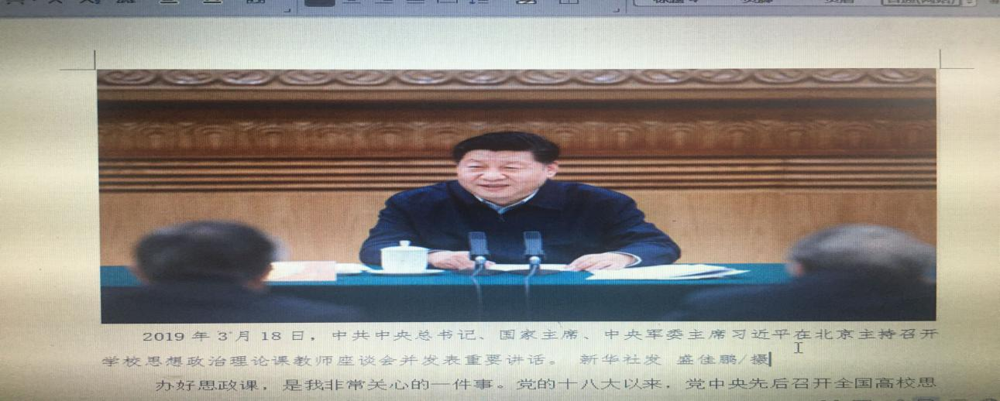 2019 年 3 月 18 日，中共中央总书记、国家主席、中央军委主席习近平在北京主持召开
学校思想政治理论课教师座谈会并发表重要讲话。 新华社发 盛佳鹏/摄
办好思政课，是我非常关心的一件事。党的十八大以来，党中央先后召开全国高校思